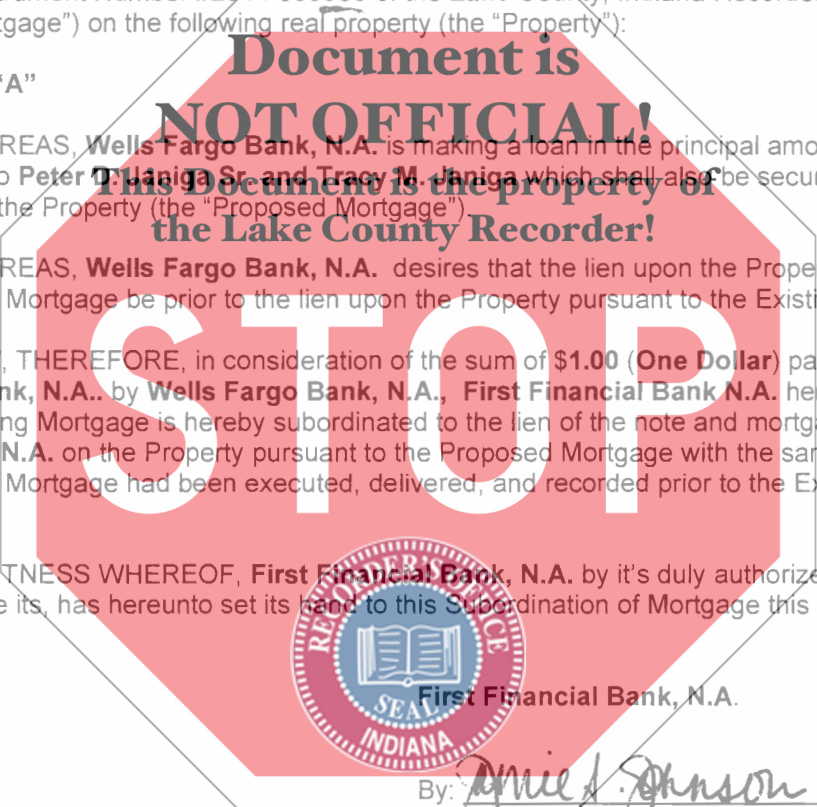 tgage") on the following real property (the "Property"):
Document is
"A"
NOT OFFICIAL!
REAS, Wells Fargo Bank, N.A. is making a loan in the principal amo
This Document is the property of
o Peter D. Janiga Sr. and Tracy M. Janiga which shall also be secur
the Property (the "Proposed Mortgage").
the Lake County Recorder!
REAS, Wells Fargo Bank, N.A. desires that the lien upon the Prope
Mortgage be prior to the lien upon the Property pursuant to the Existi
STOP
, THEREFORE, in consideration of the sum of $1.00 (One Dollar) pa
nk, N.A.. by Wells Fargo Bank, N.A., First Financial Bank N.A. her
ng Mortgage is hereby subordinated to the lien of the note and mortga
N.A. on the Property pursuant to the Proposed Mortgage with the sam
Mortgage had been executed, delivered, and recorded prior to the Ex
TNESS WHEREOF, First Financial Bank, N.A. by it's duly authorize
e its, has hereunto set its hand to this Subordination of Mortgage this
RECORDER'S OFFICE
SEAL
INDIANA
First Financial Bank, N.A.
By: Johnson